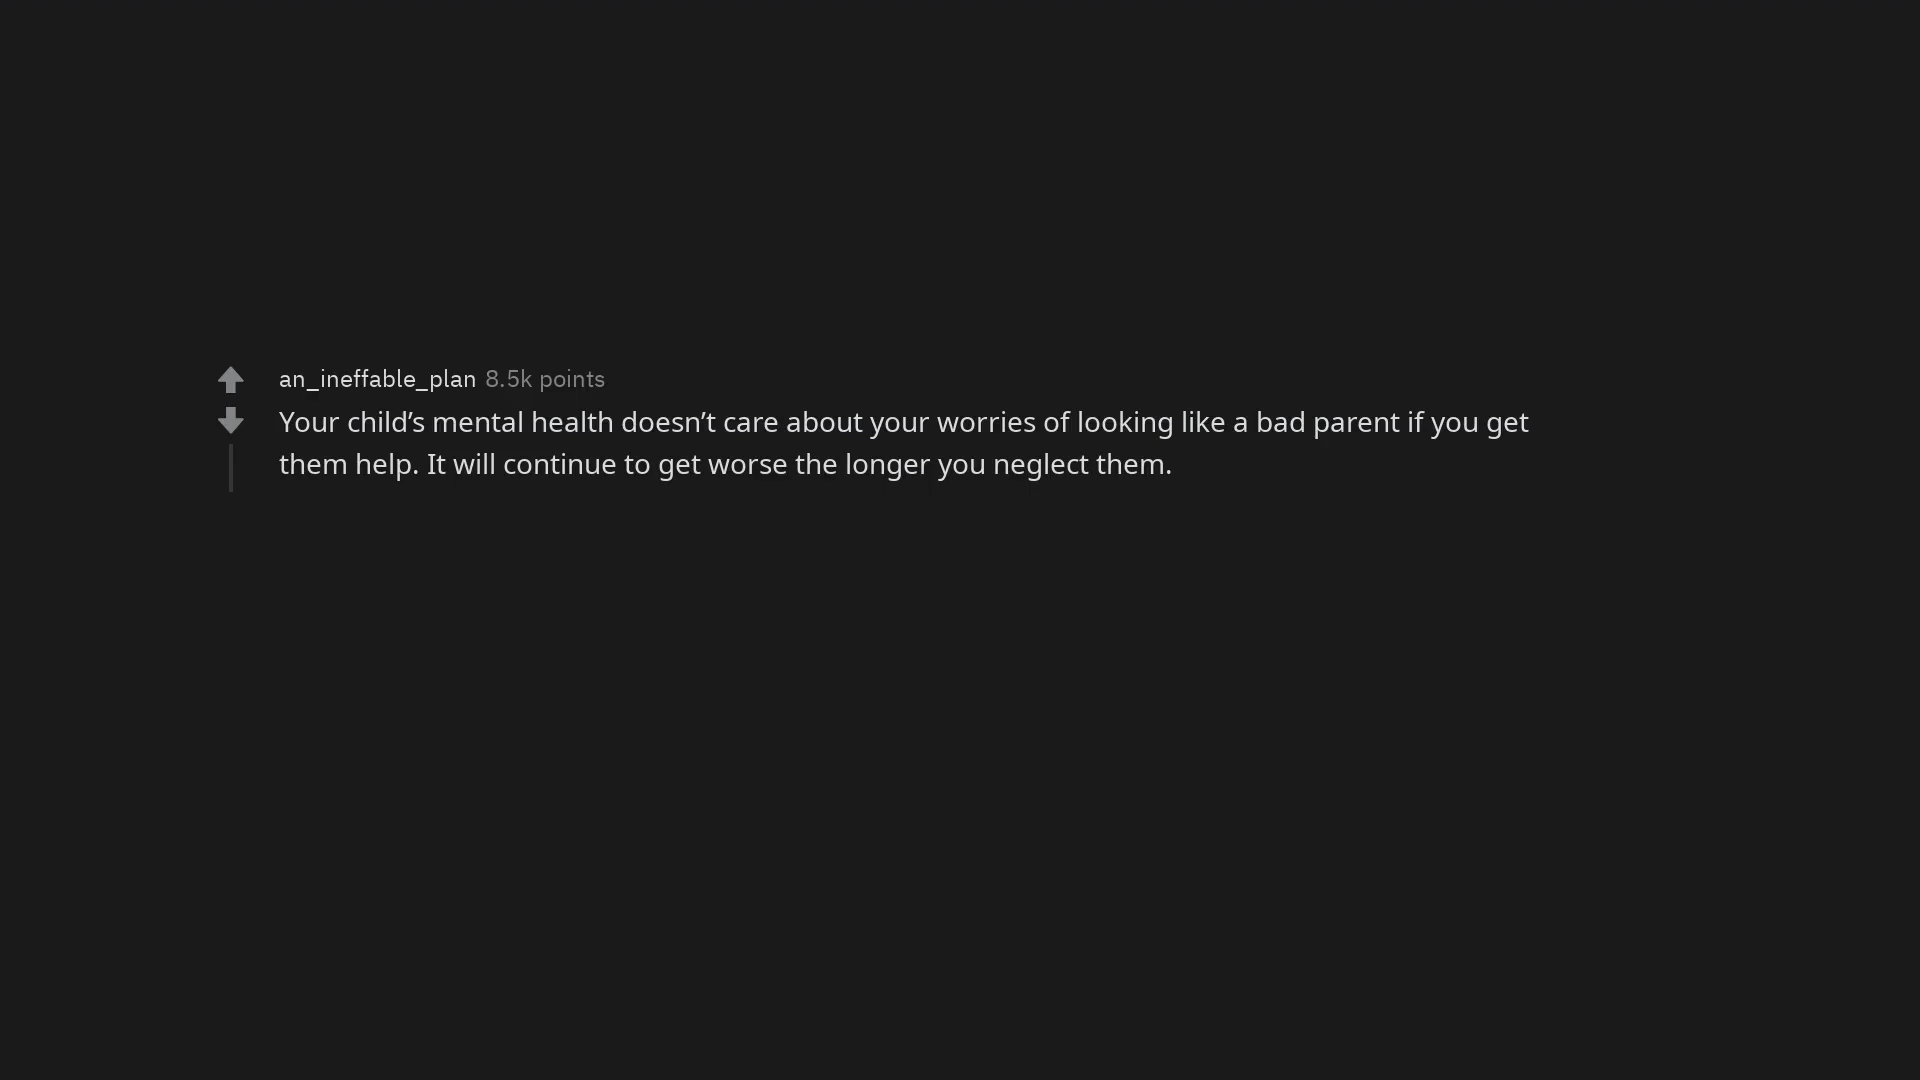 an_ineffable_plan 8.5k points
Your child’s mental health doesn’t care about your worries of looking like a bad parent if you get
them help. It will continue to get worse the longer you neglect them.